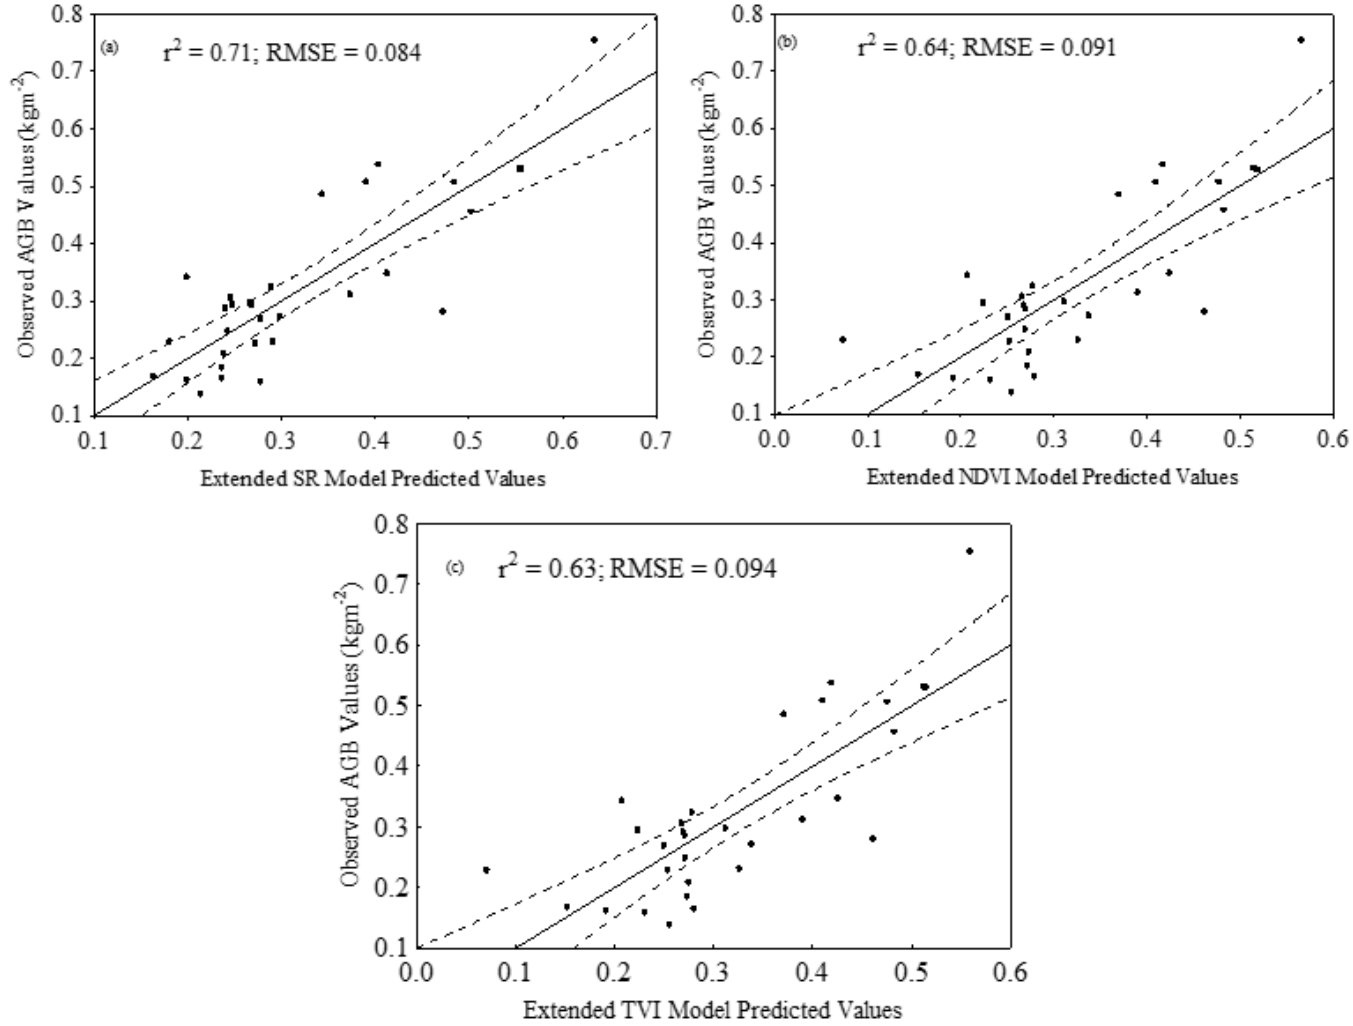 (a) r² = 0.71; RMSE = 0.084
Observed AGB Values (kgm⁻²)
0.8
0.7
0.6
0.5
0.4
0.3
0.2
0.1
0.1 0.2 0.3 0.4 0.5 0.6 0.7
Extended SR Model Predicted Values
(b) r² = 0.64; RMSE = 0.091
Observed AGB Values (kgm⁻²)
0.8
0.7
0.6
0.5
0.4
0.3
0.2
0.1
0.0 0.1 0.2 0.3 0.4 0.5 0.6
Extended NDVI Model Predicted Values
(c) r² = 0.63; RMSE = 0.094
Observed AGB Values (kgm⁻²)
0.8
0.7
0.6
0.5
0.4
0.3
0.2
0.1
0.0 0.1 0.2 0.3 0.4 0.5 0.6
Extended TVI Model Predicted Values